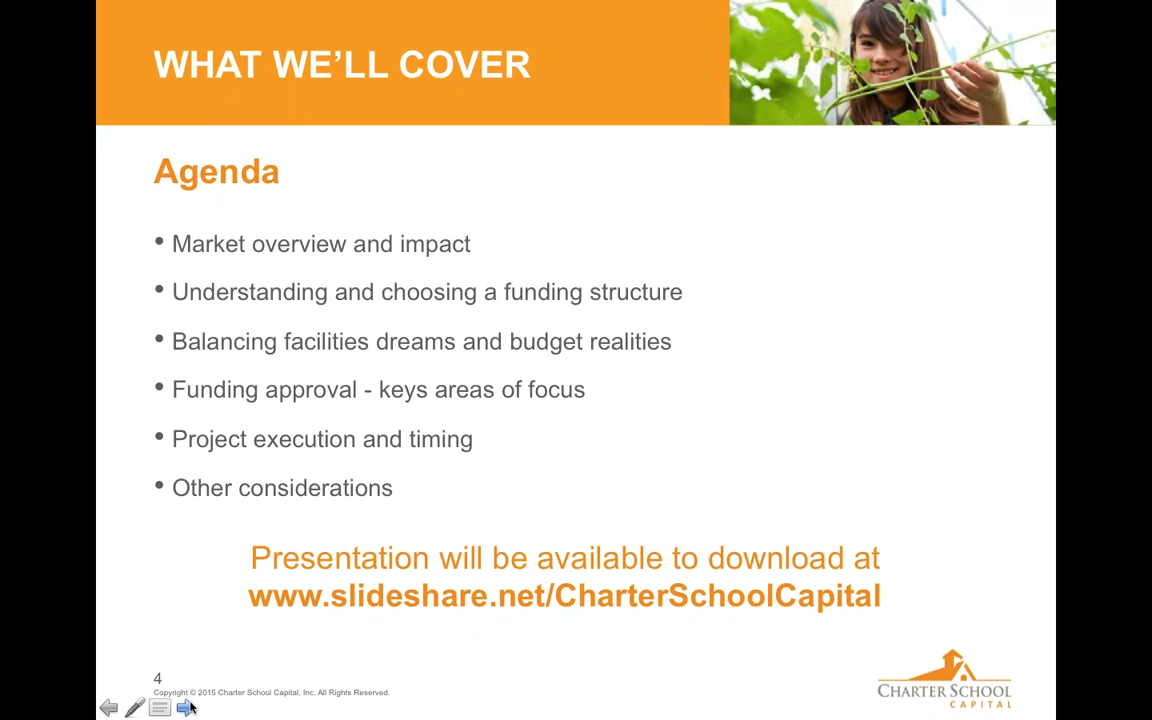 WHAT WE’LL COVER
Agenda
• Market overview and impact
• Understanding and choosing a funding structure
• Balancing facilities dreams and budget realities
• Funding approval - keys areas of focus
• Project execution and timing
• Other considerations
Presentation will be available to download at
www.slideshare.net/CharterSchoolCapital
4
Copyright © 2015 Charter School Capital, Inc. All Rights Reserved.
CHARTER SCHOOL
CAPITAL